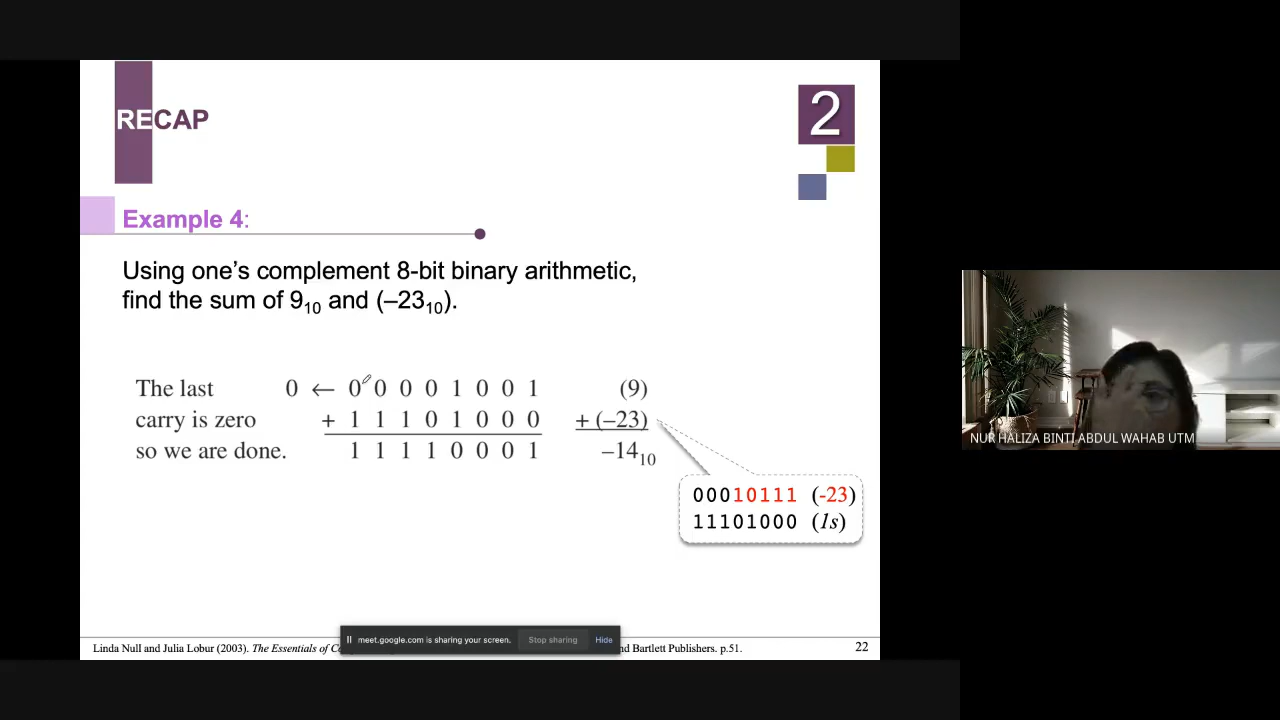 RECAP
2
Example 4:
Using one's complement 8-bit binary arithmetic,
find the sum of 9₁₀ and (–23₁₀).
The last 0 ← 0 0 0 0 1 0 0 1 (9)
carry is zero + 1 1 1 0 1 0 0 0 + (–23)
so we are done. 1 1 1 1 0 0 0 1 –14₁₀
00010111 (-23)
11101000 (1s)
NUR HALIZA BINTI ABDUL WAHAB UTM
meet.google.com is sharing your screen. Stop sharing Hide
Linda Null and Julia Lobur (2003). The Essentials of nd Bartlett Publishers. p.51. 22